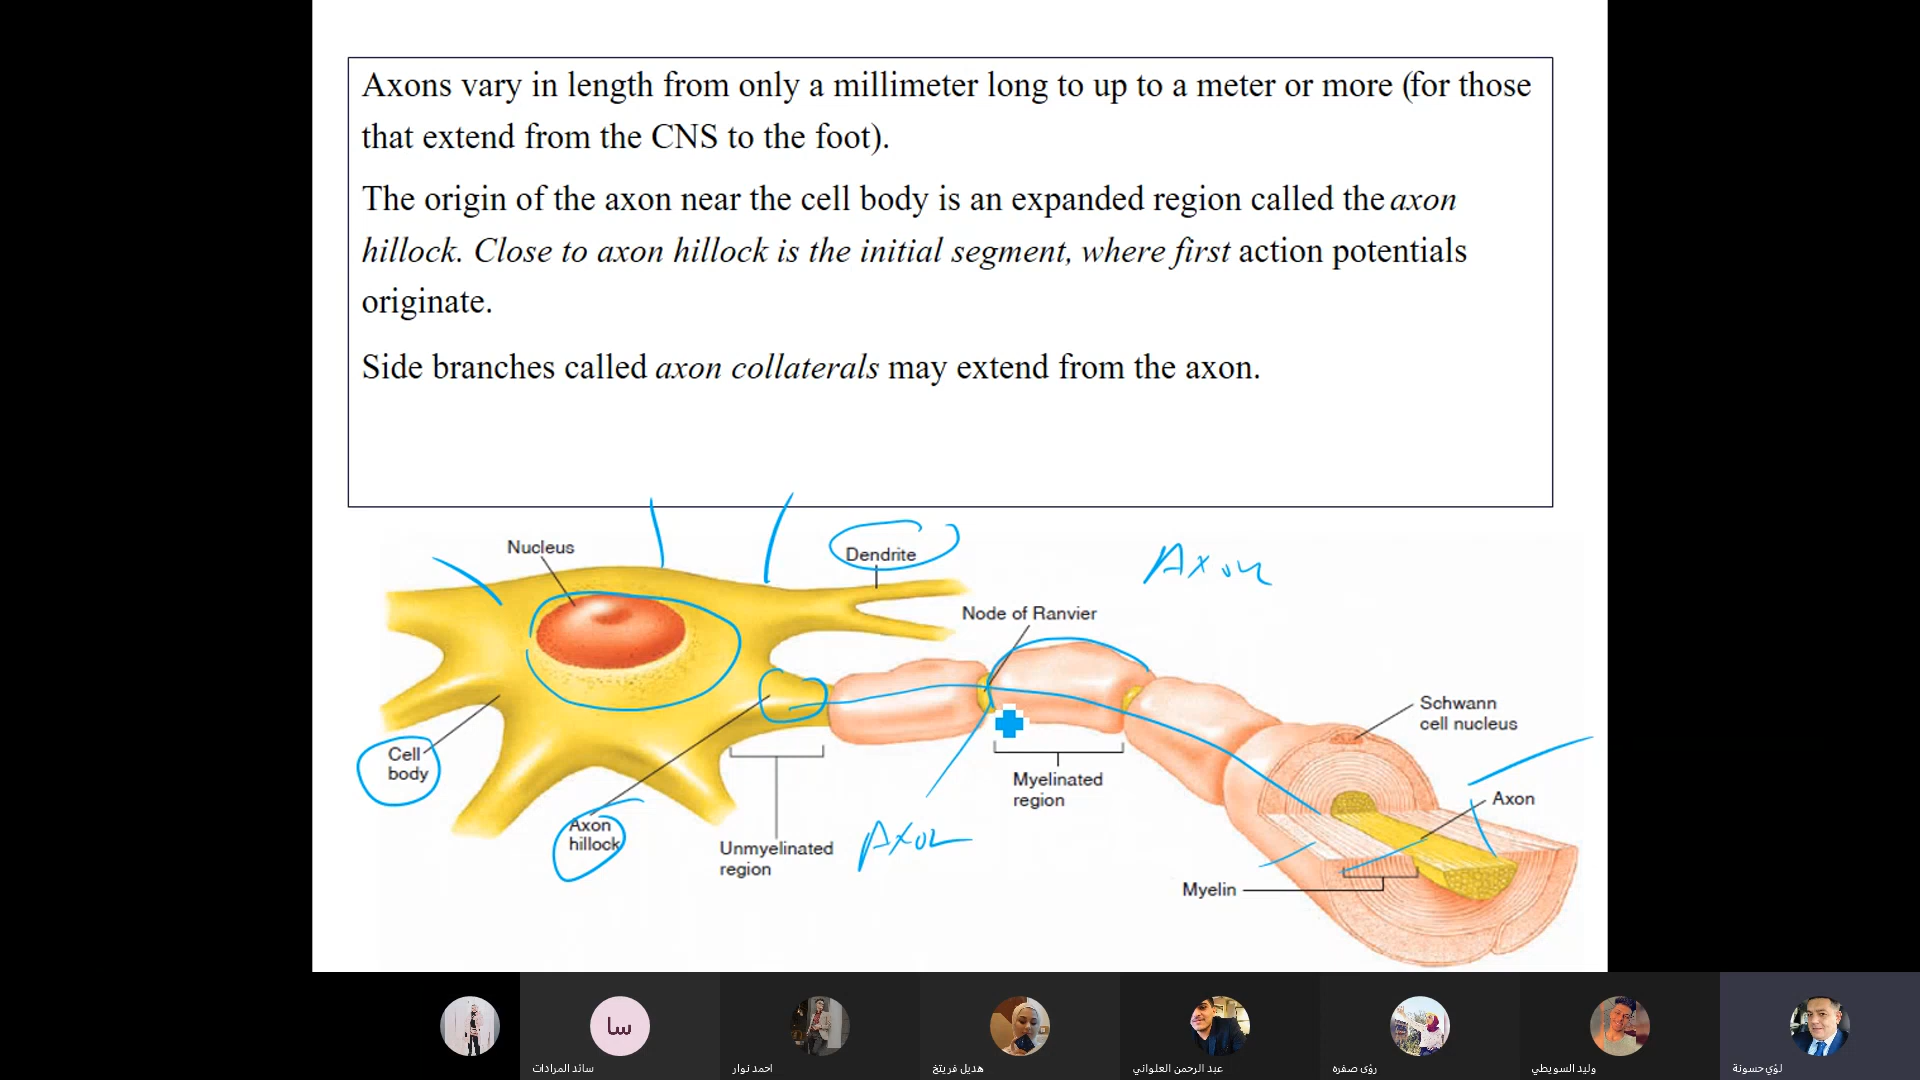 Axons vary in length from only a millimeter long to up to a meter or more (for those
that extend from the CNS to the foot).
The origin of the axon near the cell body is an expanded region called the axon
hillock. Close to axon hillock is the initial segment, where first action potentials
originate.
Side branches called axon collaterals may extend from the axon.
Nucleus
Dendrite
Axon
Node of Ranvier
Schwann
cell nucleus
Cell
body
Myelinated
region
Axon
Axon
hillock
Axon
Unmyelinated
region
Myelin
سا
سائد المرادات
احمد نوار
هديل فريتخ
عبد الرحمن العلواني
رؤى صفره
وليد السويطي
لؤي حسونة